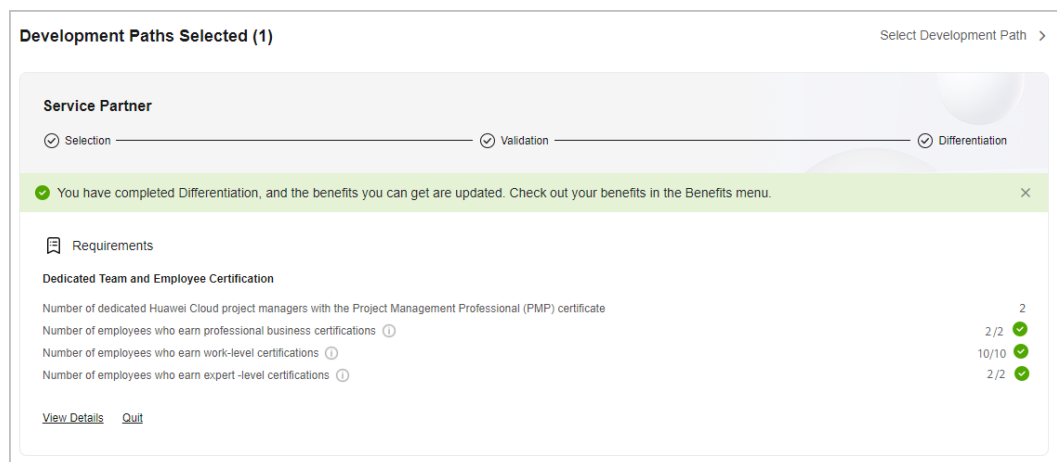 Development Paths Selected (1)
Select Development Path >
Service Partner
Selection
Validation
Differentiation
You have completed Differentiation, and the benefits you can get are updated. Check out your benefits in the Benefits menu.
Requirements
Dedicated Team and Employee Certification
Number of dedicated Huawei Cloud project managers with the Project Management Professional (PMP) certificate 2
Number of employees who earn professional business certifications 2/2
Number of employees who earn work-level certifications 10/10
Number of employees who earn expert -level certifications 2/2
View Details Quit